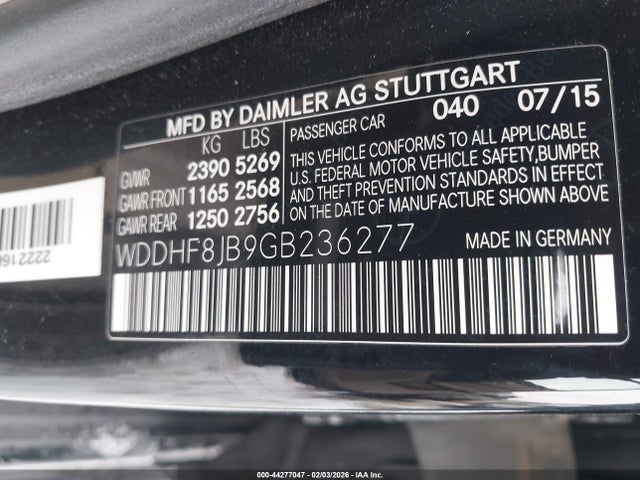 MFD BY DAIMLER AG STUTTGART
040 07/15
KG LBS
GVWR 2390 5269
GAWR FRONT 1165 2568
GAWR REAR 1250 2756
PASSENGER CAR
THIS VEHICLE CONFORMS TO ALL APPLICABLE
U.S. FEDERAL MOTOR VEHICLE SAFETY,BUMPER
AND THEFT PREVENTION STANDARDS IN EFFECT
ON THE DATE OF MANUFACTURE SHOWN ABOVE
WDDHF8JB9GB236277
MADE IN GERMANY
000-44277047 - 02/03/2026 - IAA Inc.